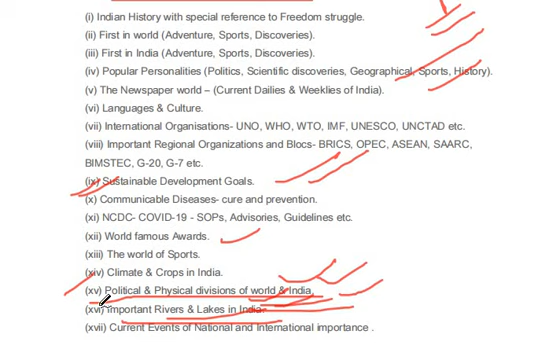 (i) Indian History with special reference to Freedom struggle.
(ii) First in world (Adventure, Sports, Discoveries).
(iii) First in India (Adventure, Sports, Discoveries).
(iv) Popular Personalities (Politics, Scientific discoveries, Geographical, Sports, History).
(v) The Newspaper world – (Current Dailies & Weeklies of India).
(vi) Languages & Culture.
(vii) International Organisations- UNO, WHO, WTO, IMF, UNESCO, UNCTAD etc.
(viii) Important Regional Organizations and Blocs- BRICS, OPEC, ASEAN, SAARC,
BIMSTEC, G-20, G-7 etc.
(ix) Sustainable Development Goals.
(x) Communicable Diseases- cure and prevention.
(xi) NCDC- COVID-19 - SOPs, Advisories, Guidelines etc.
(xii) World famous Awards.
(xiii) The world of Sports.
(xiv) Climate & Crops in India.
(xv) Political & Physical divisions of world & India.
(xvi) Important Rivers & Lakes in India.
(xvii) Current Events of National and International importance .